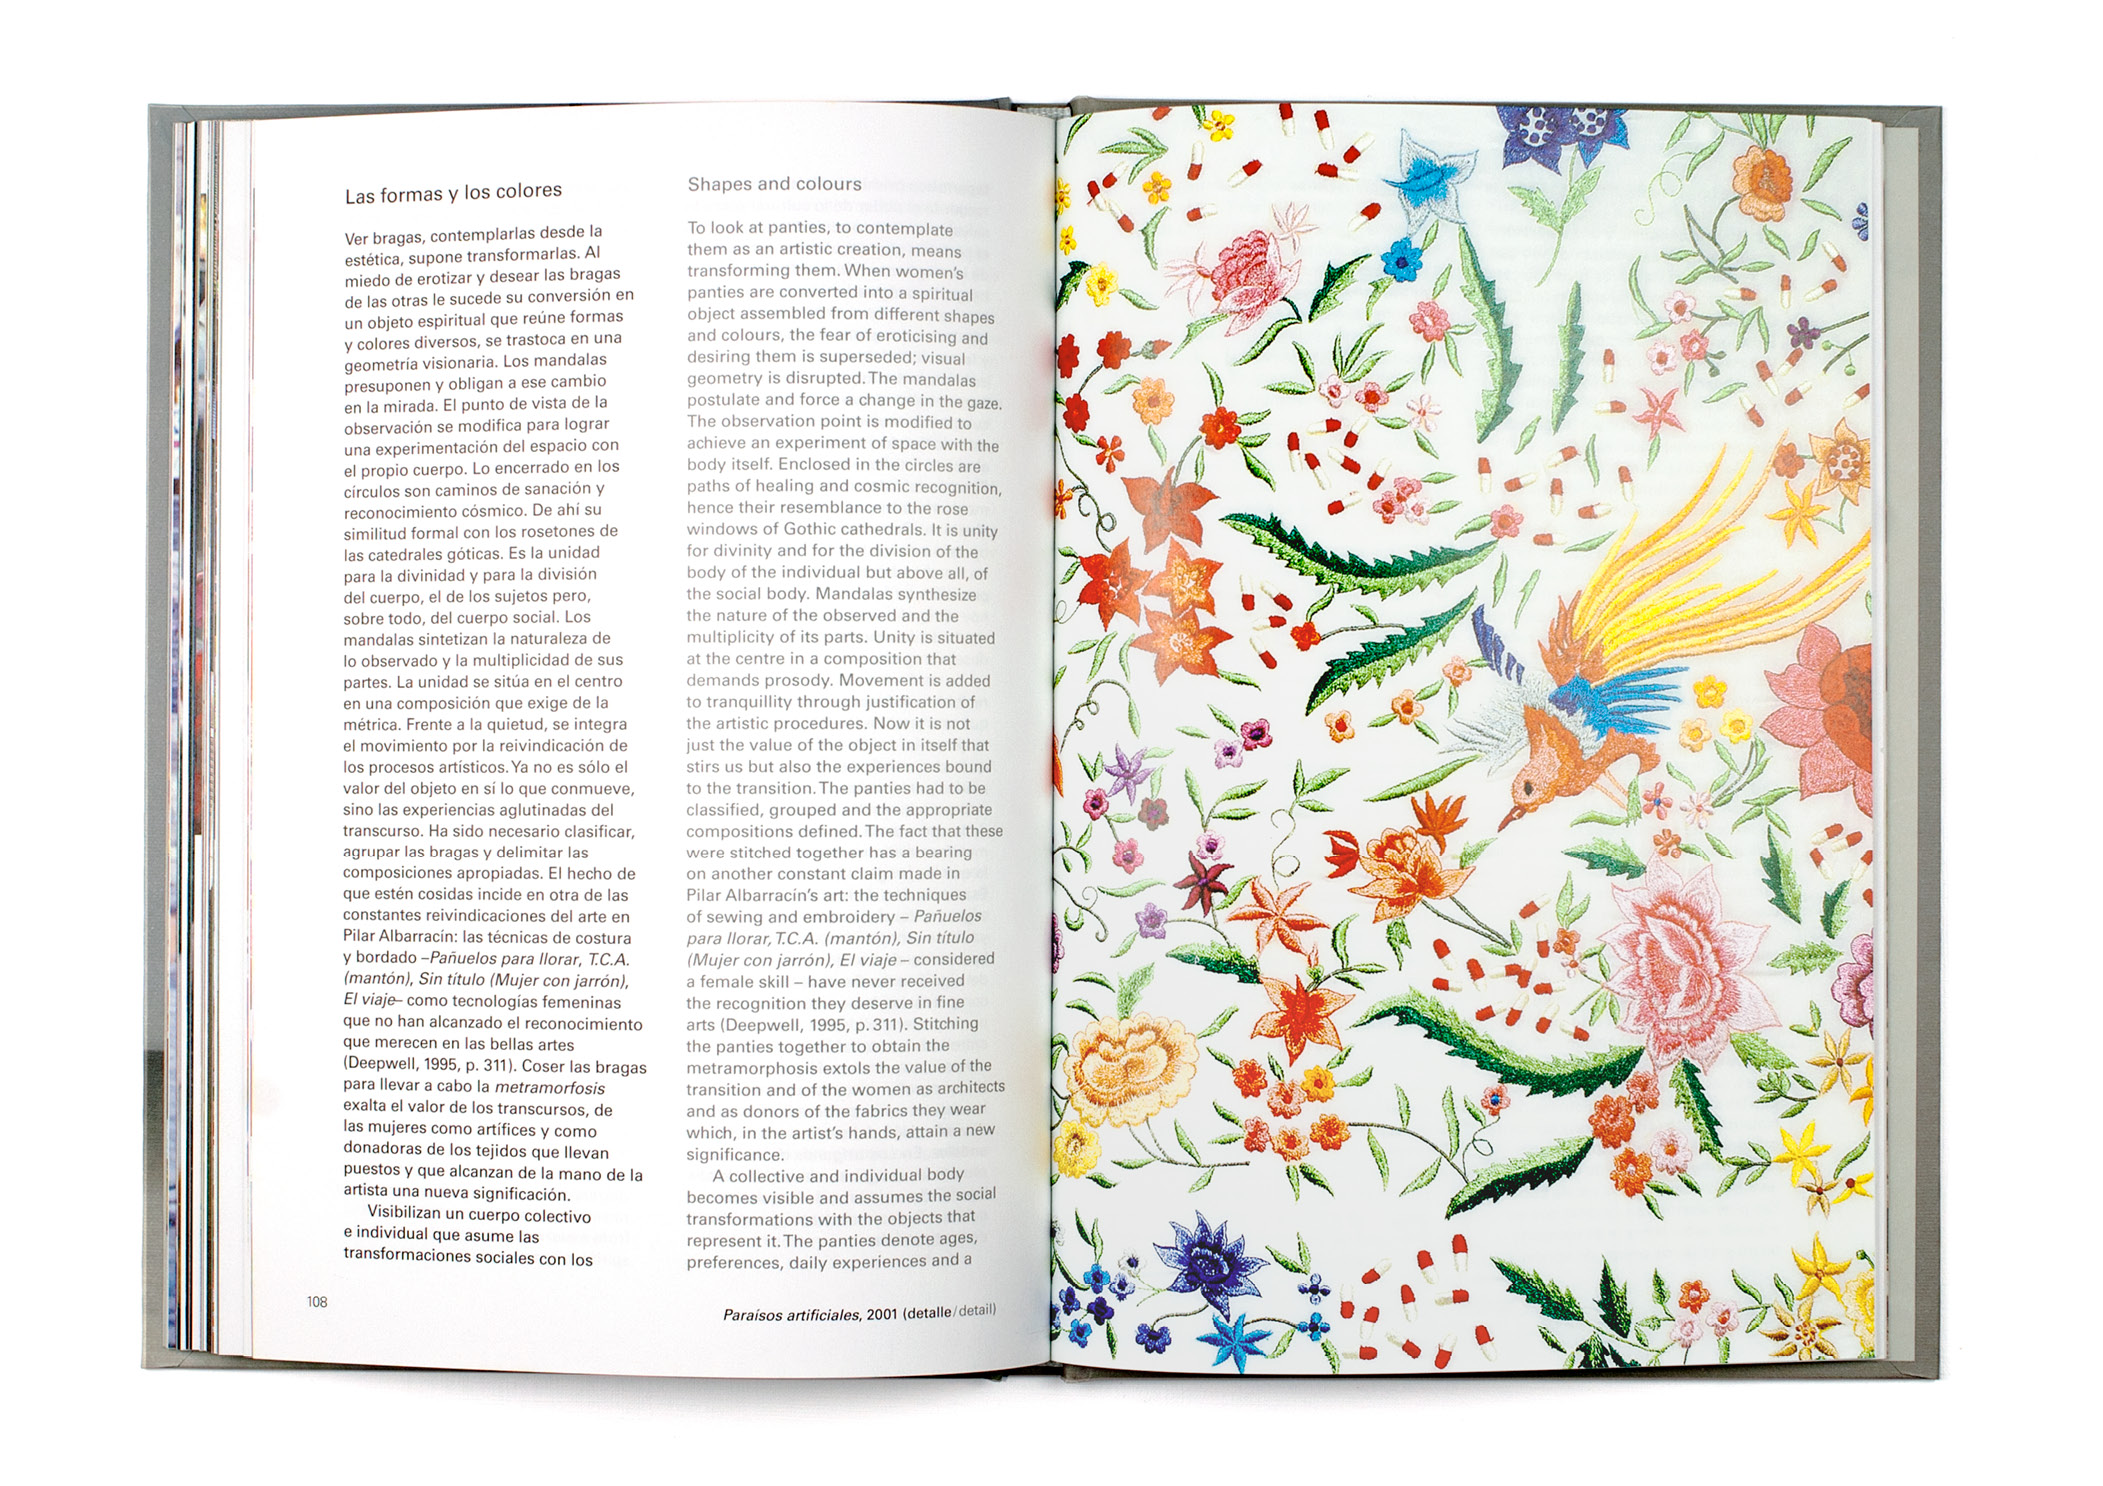 Las formas y los colores
Ver bragas, contemplarlas desde la
estética, supone transformarlas. Al
miedo de erotizar y desear las bragas
de las otras le sucede su conversión en
un objeto espiritual que reúne formas
y colores diversos, se trastoca en una
geometría visionaria. Los mandalas
presuponen y obligan a ese cambio
en la mirada. El punto de vista de la
observación se modifica para lograr
una experimentación del espacio con
el propio cuerpo. Lo encerrado en los
círculos son caminos de sanación y
reconocimiento cósmico. De ahí su
similitud formal con los rosetones de
las catedrales góticas. Es la unidad
para la divinidad y para la división
del cuerpo, el de los sujetos pero,
sobre todo, del cuerpo social. Los
mandalas sintetizan la naturaleza de
lo observado y la multiplicidad de sus
partes. La unidad se sitúa en el centro
en una composición que exige de la
métrica. Frente a la quietud, se integra
el movimiento por la reivindicación de
los procesos artísticos. Ya no es sólo el
valor del objeto en sí lo que conmueve,
sino las experiencias aglutinadas del
transcurso. Ha sido necesario clasificar,
agrupar las bragas y delimitar las
composiciones apropiadas. El hecho de
que estén cosidas incide en otra de las
constantes reivindicaciones del arte en
Pilar Albarracín: las técnicas de costura
y bordado –Pañuelos para llorar, T.C.A.
(mantón), Sin título (Mujer con jarrón),
El viaje– como tecnologías femeninas
que no han alcanzado el reconocimiento
que merecen en las bellas artes
(Deepwell, 1995, p. 311). Coser las bragas
para llevar a cabo la metramorfosis
exalta el valor de los transcursos, de
las mujeres como artífices y como
donadoras de los tejidos que llevan
puestos y que alcanzan de la mano de la
artista una nueva significación.
Visibilizan un cuerpo colectivo
e individual que asume las
transformaciones sociales con los
108
Shapes and colours
To look at panties, to contemplate
them as an artistic creation, means
transforming them. When women's
panties are converted into a spiritual
object assembled from different shapes
and colours, the fear of eroticising and
desiring them is superseded; visual
geometry is disrupted. The mandalas
postulate and force a change in the gaze.
The observation point is modified to
achieve an experiment of space with the
body itself. Enclosed in the circles are
paths of healing and cosmic recognition,
hence their resemblance to the rose
windows of Gothic cathedrals. It is unity
for divinity and for the division of the
body of the individual but above all, of
the social body. Mandalas synthesize
the nature of the observed and the
multiplicity of its parts. Unity is situated
at the centre in a composition that
demands prosody. Movement is added
to tranquillity through justification of
the artistic procedures. Now it is not
just the value of the object in itself that
stirs us but also the experiences bound
to the transition. The panties had to be
classified, grouped and the appropriate
compositions defined. The fact that these
were stitched together has a bearing
on another constant claim made in
Pilar Albarracín's art: the techniques
of sewing and embroidery – Pañuelos
para llorar, T.C.A. (mantón), Sin título
(Mujer con jarrón), El viaje – considered
a female skill – have never received
the recognition they deserve in fine
arts (Deepwell, 1995, p. 311). Stitching
the panties together to obtain the
metramorphosis extols the value of the
transition and of the women as architects
and as donors of the fabrics they wear
which, in the artist's hands, attain a new
significance.
A collective and individual body
becomes visible and assumes the social
transformations with the objects that
represent it. The panties denote ages,
preferences, daily experiences and a
Paraísos artificiales, 2001 (detalle/detail)